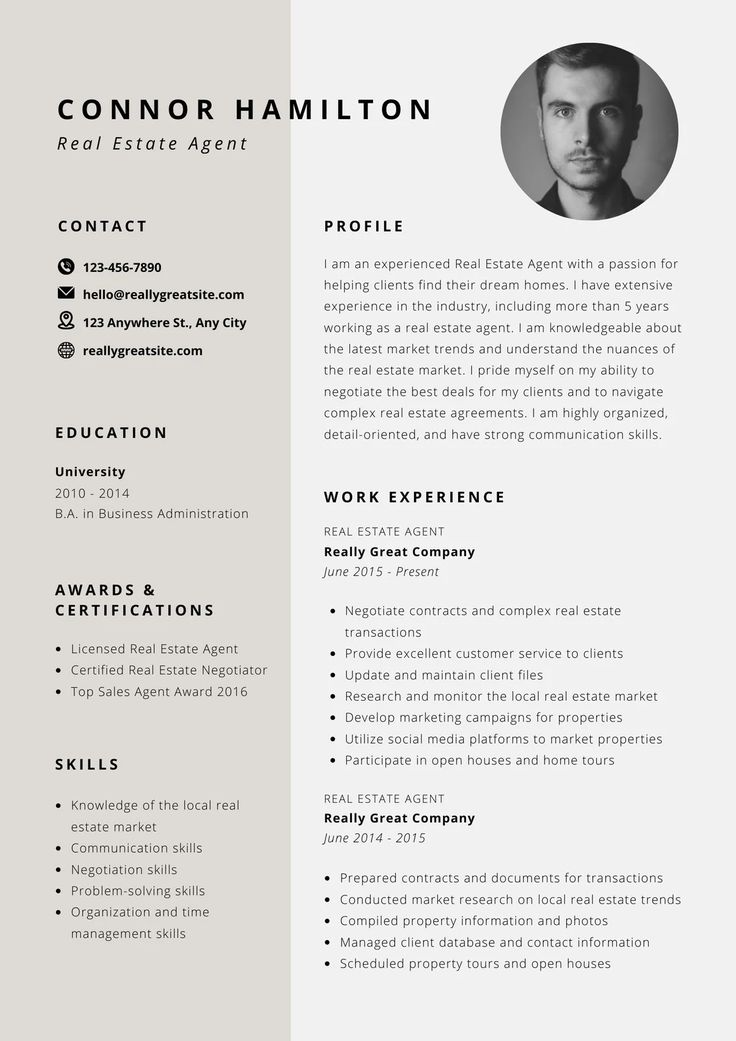 CONNOR HAMILTON
Real Estate Agent
CONTACT
123-456-7890
hello@reallygreatsite.com
123 Anywhere St., Any City
reallygreatsite.com
EDUCATION
University
2010 - 2014
B.A. in Business Administration
AWARDS &
CERTIFICATIONS
Licensed Real Estate Agent
Certified Real Estate Negotiator
Top Sales Agent Award 2016
SKILLS
Knowledge of the local real
estate market
Communication skills
Negotiation skills
Problem-solving skills
Organization and time
management skills
PROFILE
I am an experienced Real Estate Agent with a passion for
helping clients find their dream homes. I have extensive
experience in the industry, including more than 5 years
working as a real estate agent. I am knowledgeable about
the latest market trends and understand the nuances of
the real estate market. I pride myself on my ability to
negotiate the best deals for my clients and to navigate
complex real estate agreements. I am highly organized,
detail-oriented, and have strong communication skills.
WORK EXPERIENCE
REAL ESTATE AGENT
Really Great Company
June 2015 - Present
Negotiate contracts and complex real estate
transactions
Provide excellent customer service to clients
Update and maintain client files
Research and monitor the local real estate market
Develop marketing campaigns for properties
Utilize social media platforms to market properties
Participate in open houses and home tours
REAL ESTATE AGENT
Really Great Company
June 2014 - 2015
Prepared contracts and documents for transactions
Conducted market research on local real estate trends
Compiled property information and photos
Managed client database and contact information
Scheduled property tours and open houses